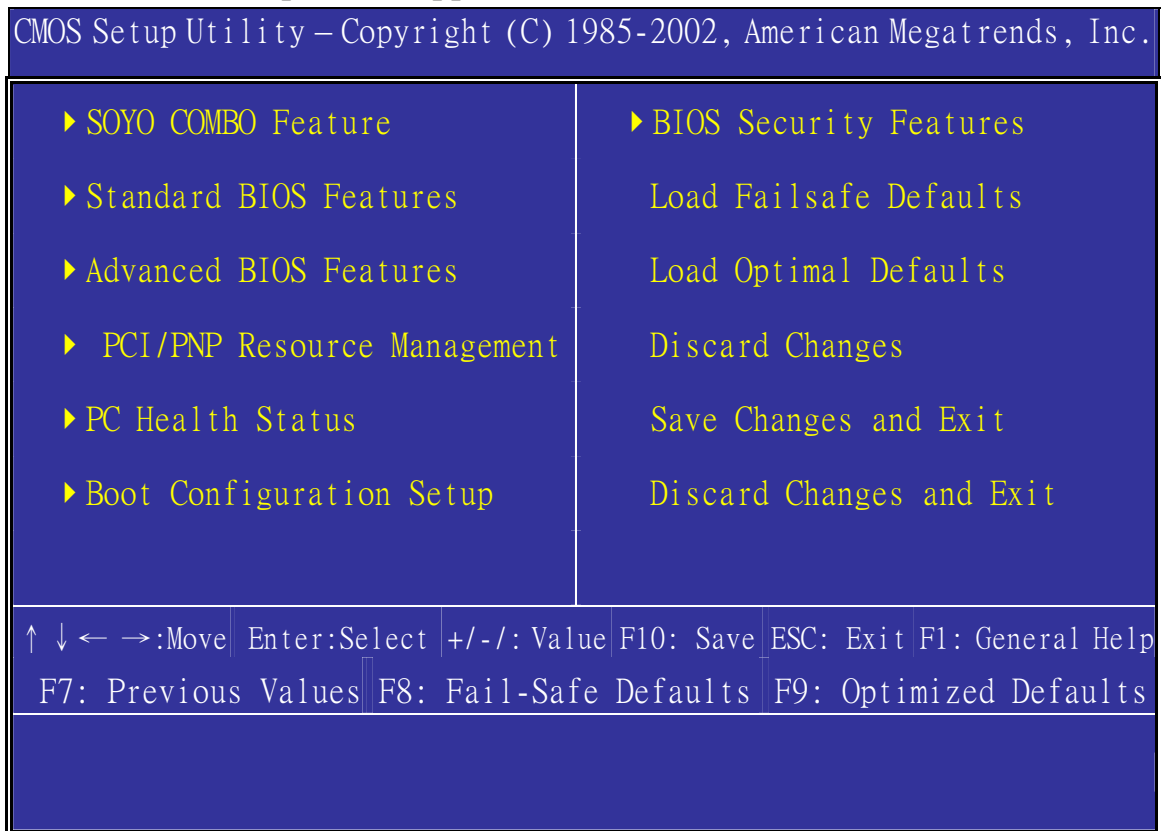 CMOS Setup Utility – Copyright (C) 1985-2002, American Megatrends, Inc.
▶ SOYO COMBO Feature
▶ Standard BIOS Features
▶ Advanced BIOS Features
▶ PCI/PNP Resource Management
▶ PC Health Status
▶ Boot Configuration Setup
▶ BIOS Security Features
Load Failsafe Defaults
Load Optimal Defaults
Discard Changes
Save Changes and Exit
Discard Changes and Exit
↑ ↓ ← →:Move Enter:Select +/-/: Value F10: Save ESC: Exit F1: General Help
F7: Previous Values F8: Fail-Safe Defaults F9: Optimized Defaults